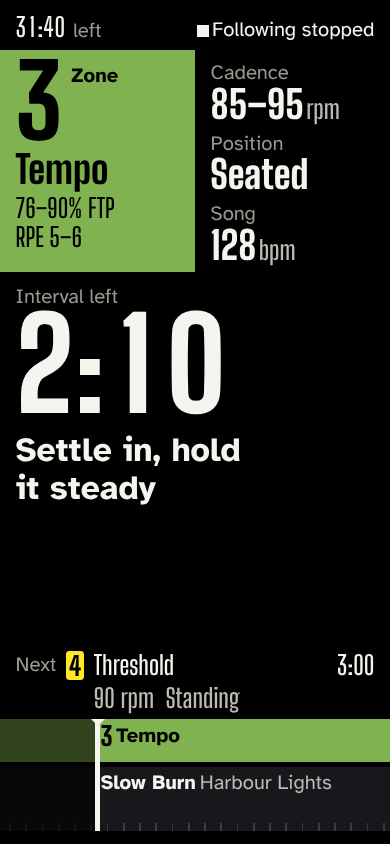 31:40 left
Following stopped
3 Zone
Tempo
76–90% FTP
RPE 5–6
Cadence
85–95 rpm
Position
Seated
Song
128 bpm
Interval left
2:10
Settle in, hold
it steady
Next 4 Threshold 3:00
90 rpm Standing
3 Tempo
Slow Burn Harbour Lights